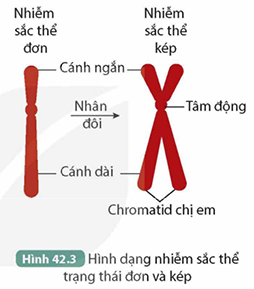 Nhiễm
sắc thể
đơn
Nhiễm
sắc thể
kép
Cánh ngắn
Nhân
đôi
Tâm động
Cánh dài
Chromatid chị em
Hình 42.3 Hình dạng nhiễm sắc thể
trạng thái đơn và kép